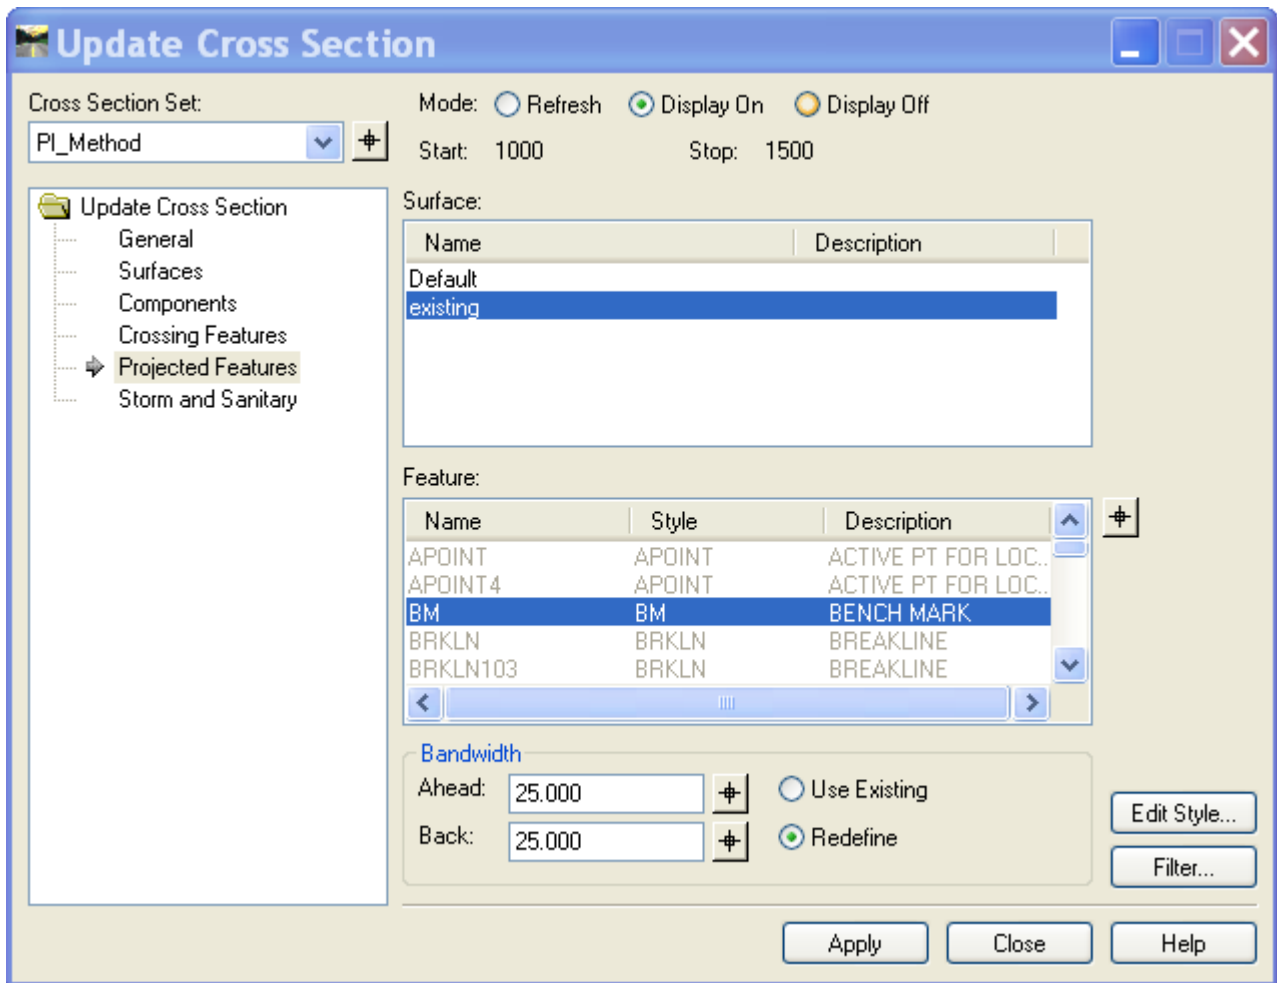 Update Cross Section
Cross Section Set:
PI_Method
Mode: Refresh Display On Display Off
Start: 1000 Stop: 1500
Update Cross Section
General
Surfaces
Components
Crossing Features
Projected Features
Storm and Sanitary
Surface:
Name Description
Default
existing
Feature:
Name Style Description
APOINT APOINT ACTIVE PT FOR LOC...
APOINT4 APOINT ACTIVE PT FOR LOC...
BM BM BENCH MARK
BRKLN BRKLN BREAKLINE
BRKLN103 BRKLN BREAKLINE
Bandwidth
Ahead: 25.000 Use Existing
Back: 25.000 Redefine
Edit Style...
Filter...
Apply Close Help